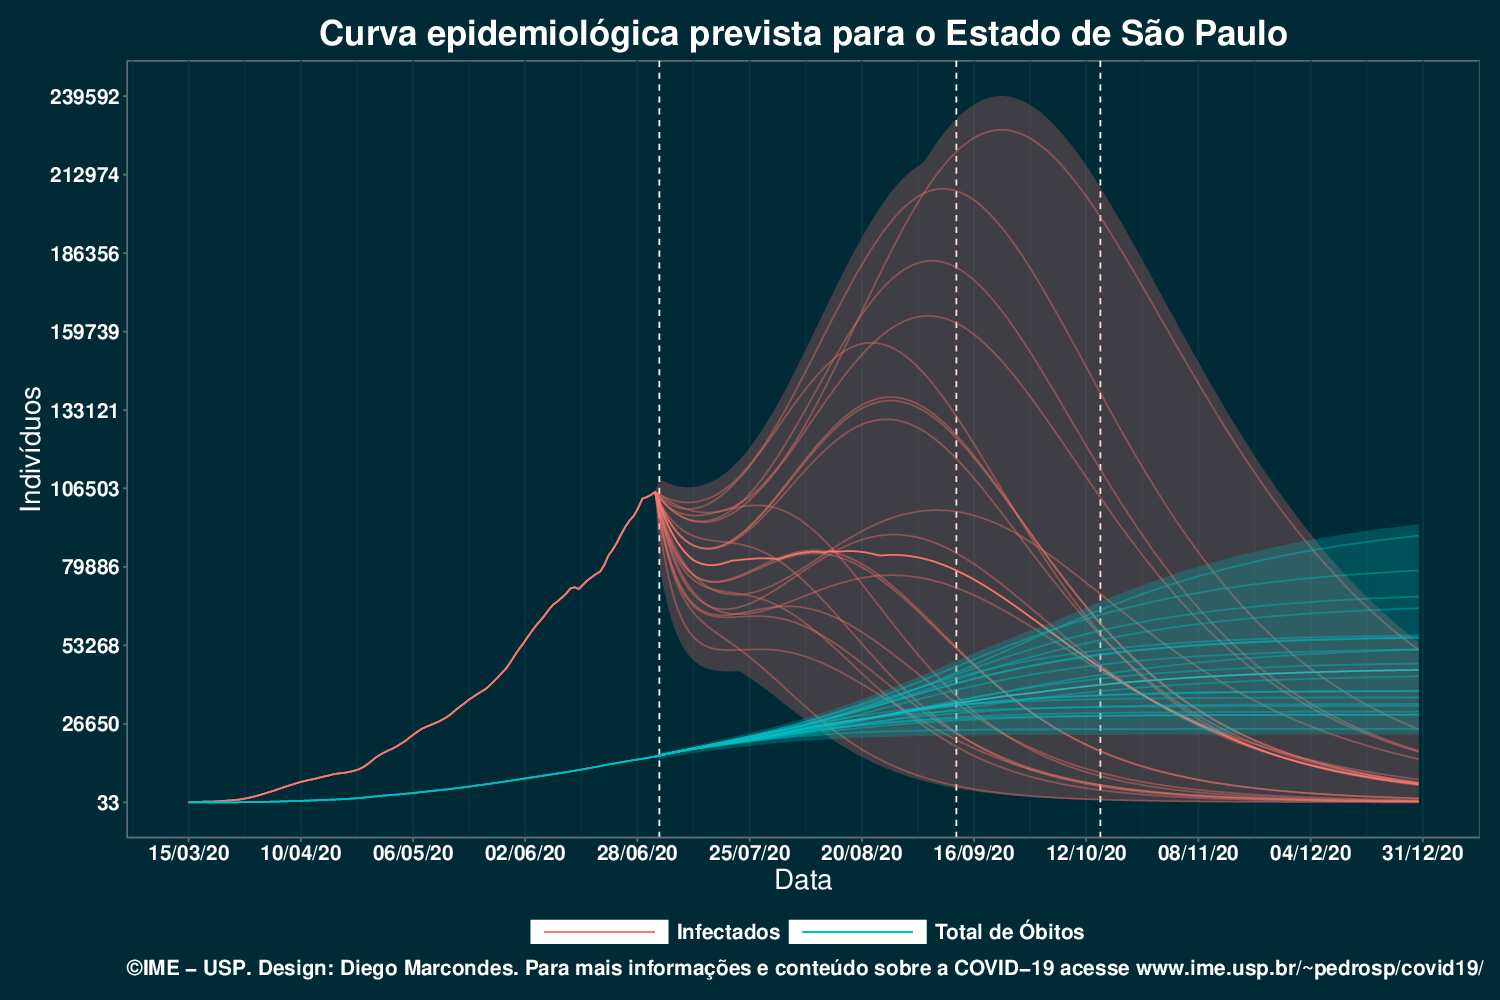 Curva epidemiológica prevista para o Estado de São Paulo
Indivíduos
239592
212974
186356
159739
133121
106503
79886
53268
26650
33
15/03/20 10/04/20 06/05/20 02/06/20 28/06/20 25/07/20 20/08/20 16/09/20 12/10/20 08/11/20 04/12/20 31/12/20
Data
Infectados Total de Óbitos
©IME – USP. Design: Diego Marcondes. Para mais informações e conteúdo sobre a COVID–19 acesse www.ime.usp.br/~pedrosp/covid19/